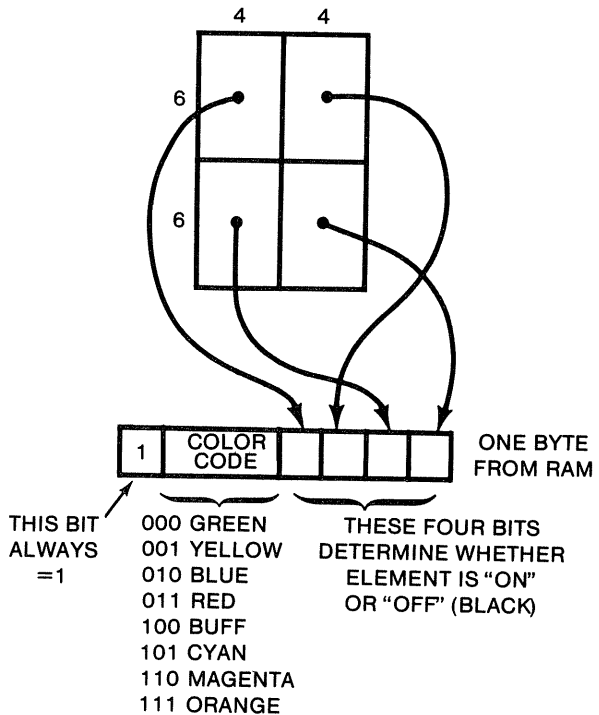 4 4
6
6
1 COLOR CODE
ONE BYTE
FROM RAM
THIS BIT
ALWAYS
=1
000 GREEN
001 YELLOW
010 BLUE
011 RED
100 BUFF
101 CYAN
110 MAGENTA
111 ORANGE
THESE FOUR BITS
DETERMINE WHETHER
ELEMENT IS “ON”
OR “OFF” (BLACK)